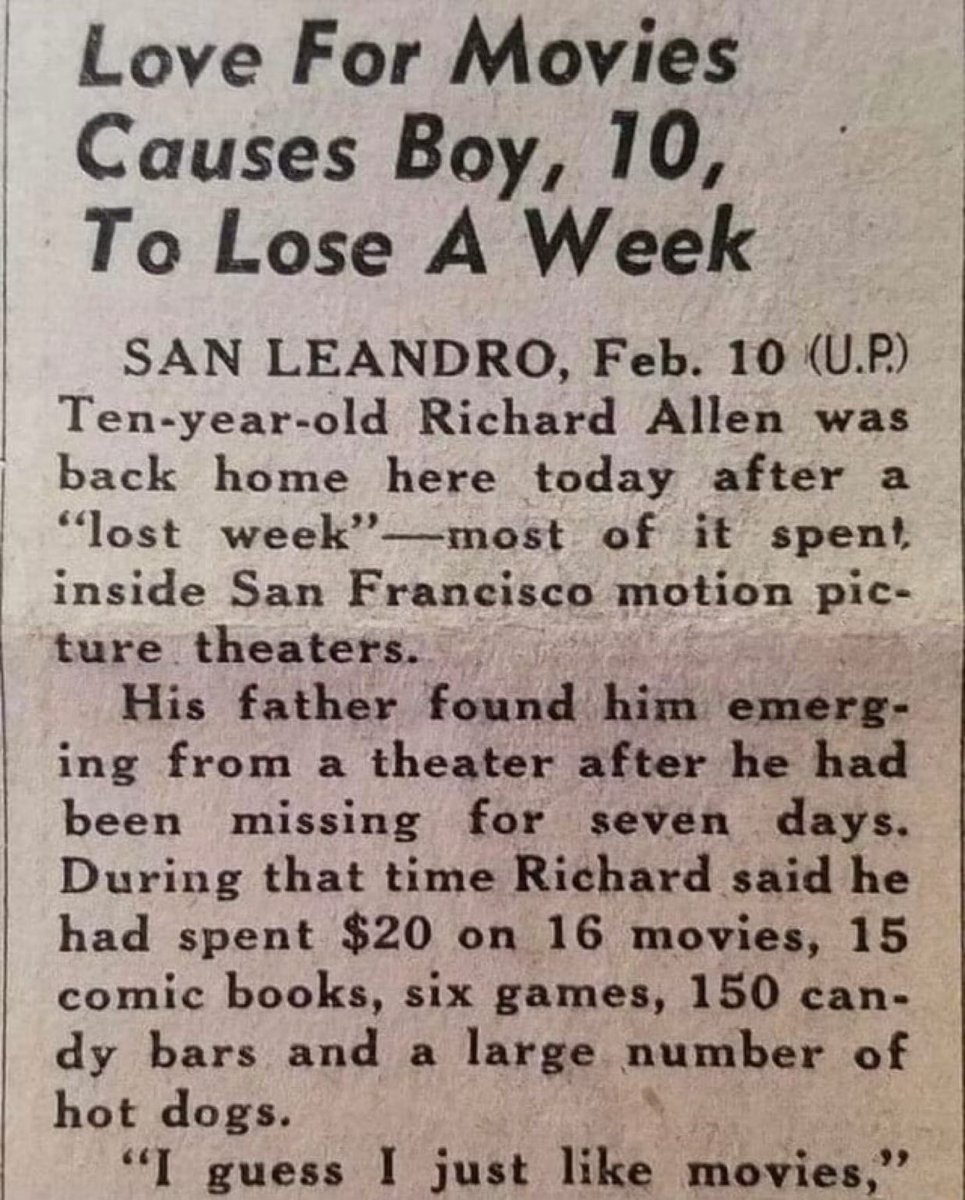 Love For Movies
Causes Boy, 10,
To Lose A Week
SAN LEANDRO, Feb. 10 (U.P.)
Ten-year-old Richard Allen was
back home here today after a
“lost week”—most of it spent
inside San Francisco motion pic-
ture theaters.
His father found him emerg-
ing from a theater after he had
been missing for seven days.
During that time Richard said he
had spent $20 on 16 movies, 15
comic books, six games, 150 can-
dy bars and a large number of
hot dogs.
“I guess I just like movies,”